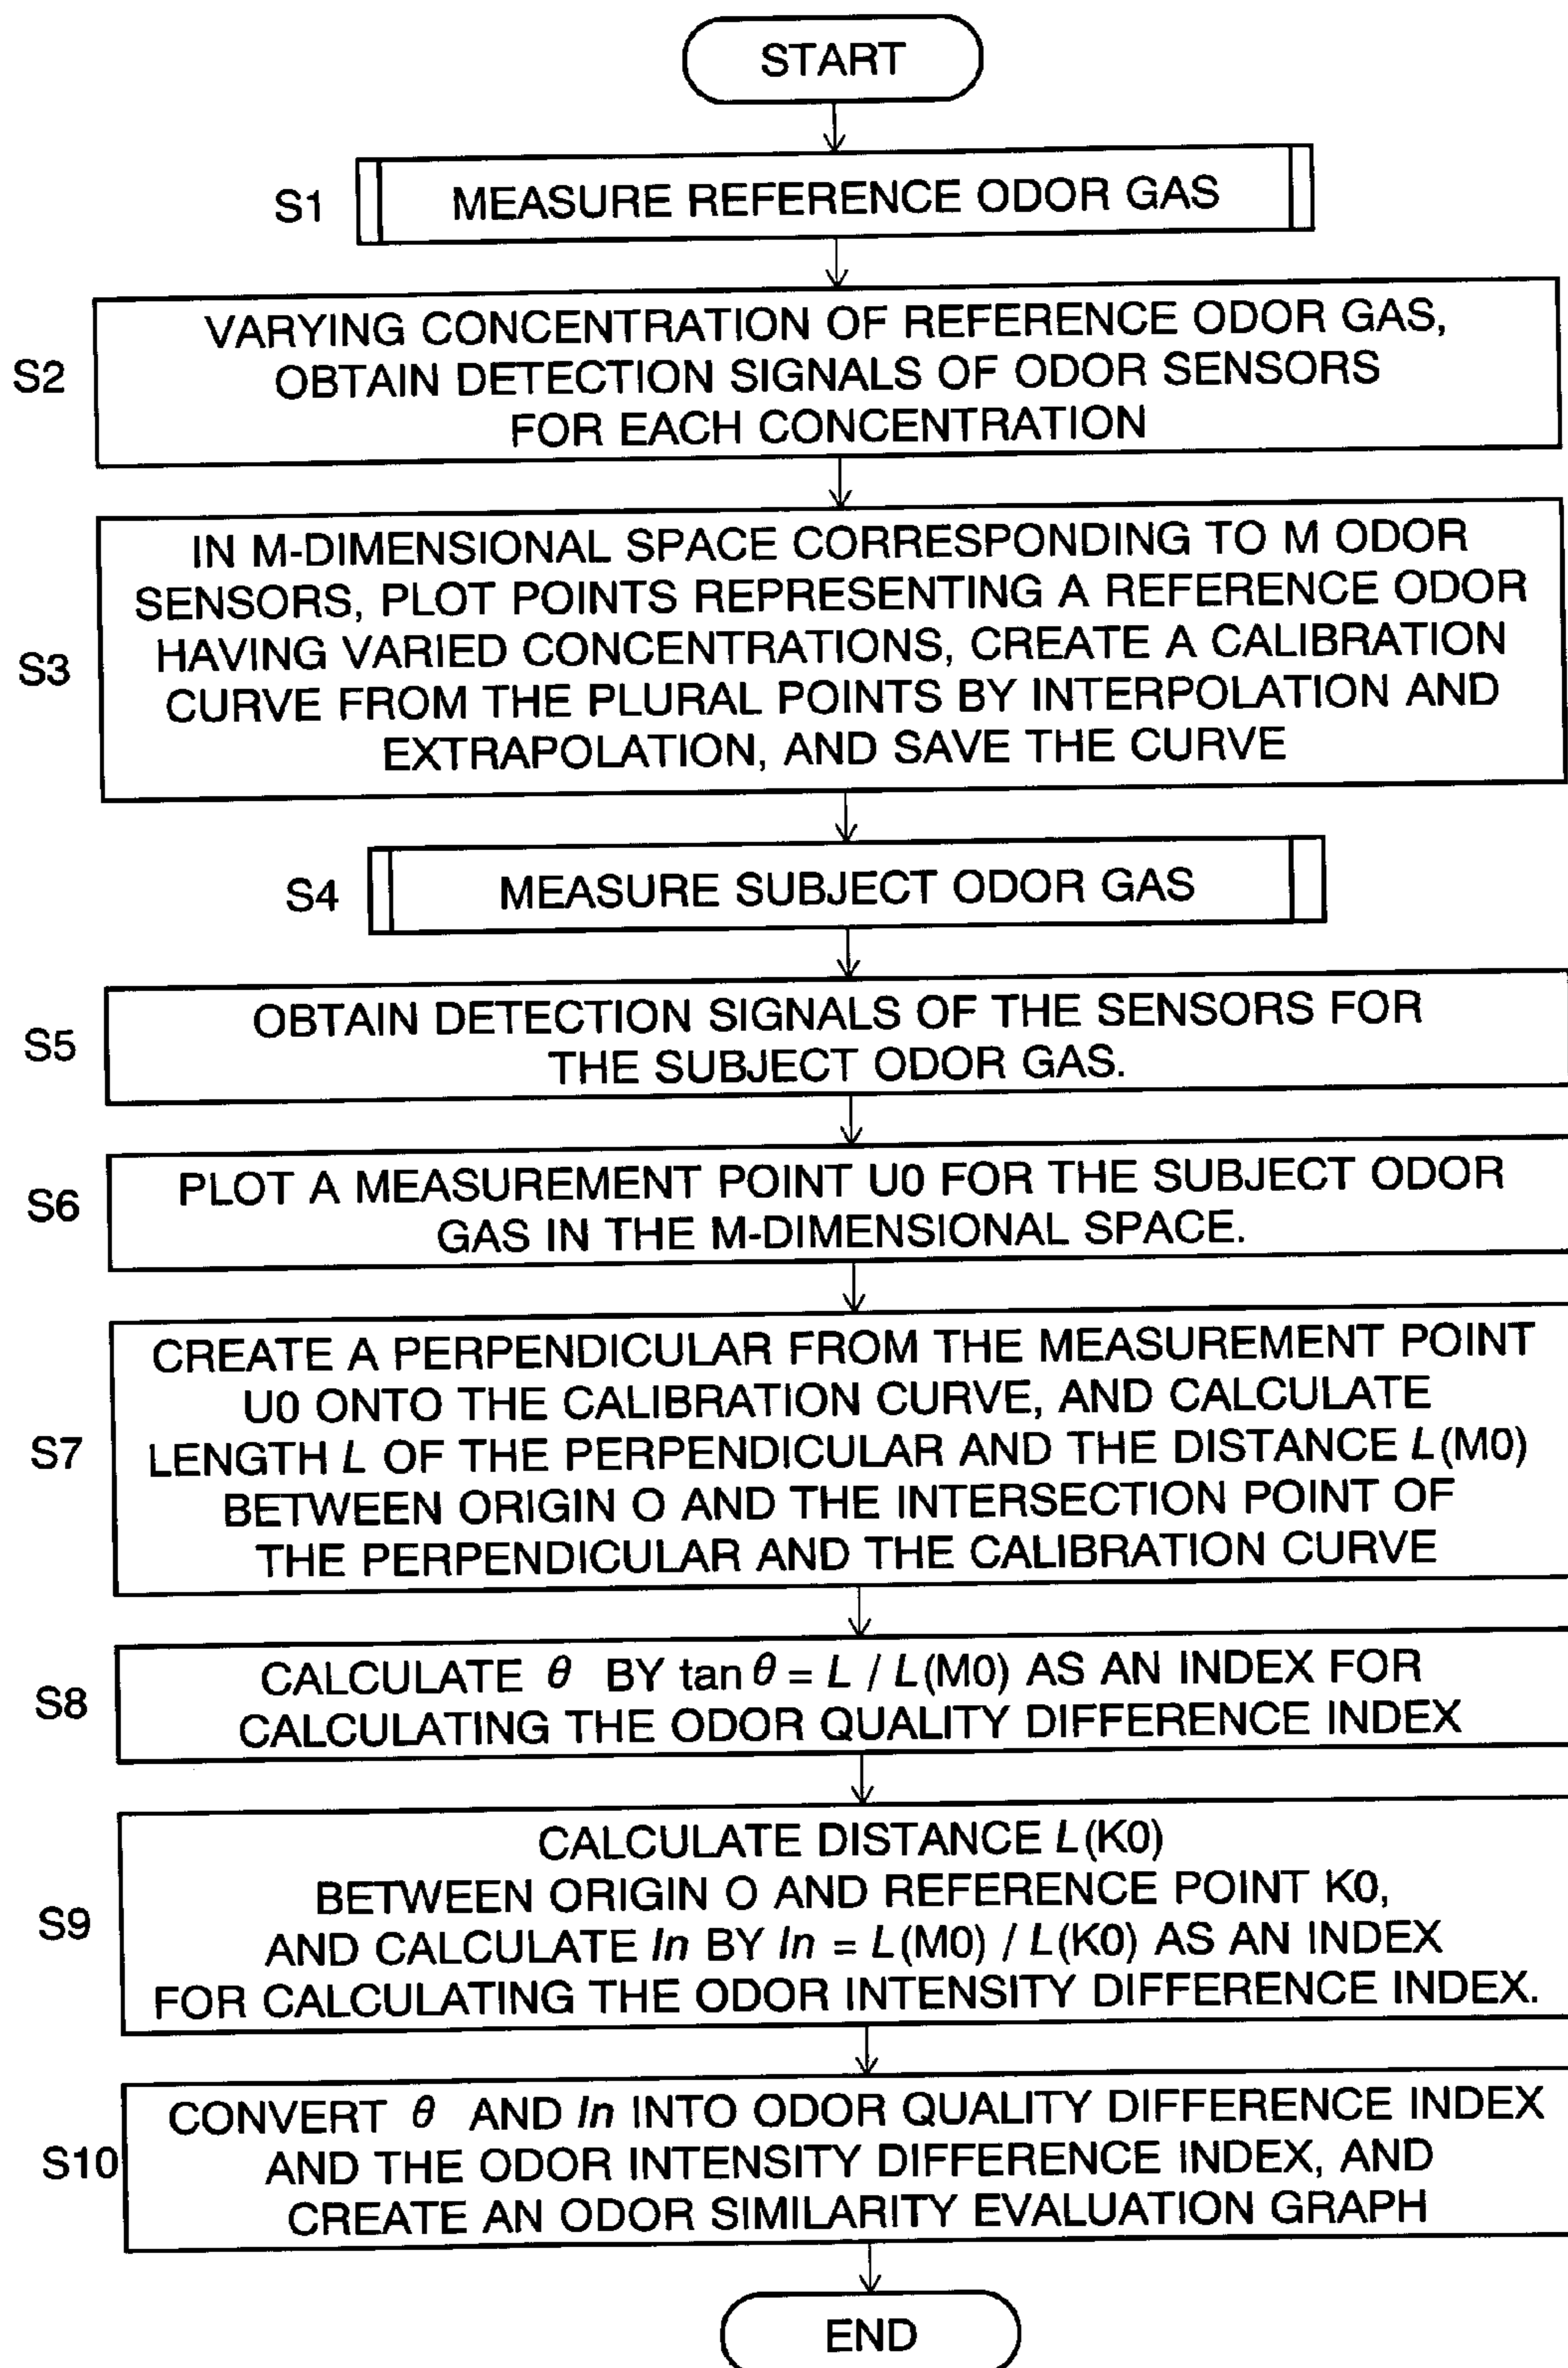 START
S1
MEASURE REFERENCE ODOR GAS
S2
VARYING CONCENTRATION OF REFERENCE ODOR GAS,
OBTAIN DETECTION SIGNALS OF ODOR SENSORS
FOR EACH CONCENTRATION
S3
IN M-DIMENSIONAL SPACE CORRESPONDING TO M ODOR
SENSORS, PLOT POINTS REPRESENTING A REFERENCE ODOR
HAVING VARIED CONCENTRATIONS, CREATE A CALIBRATION
CURVE FROM THE PLURAL POINTS BY INTERPOLATION AND
EXTRAPOLATION, AND SAVE THE CURVE
S4
MEASURE SUBJECT ODOR GAS
S5
OBTAIN DETECTION SIGNALS OF THE SENSORS FOR
THE SUBJECT ODOR GAS.
S6
PLOT A MEASUREMENT POINT U0 FOR THE SUBJECT ODOR
GAS IN THE M-DIMENSIONAL SPACE.
S7
CREATE A PERPENDICULAR FROM THE MEASUREMENT POINT
U0 ONTO THE CALIBRATION CURVE, AND CALCULATE
LENGTH L OF THE PERPENDICULAR AND THE DISTANCE L(M0)
BETWEEN ORIGIN O AND THE INTERSECTION POINT OF
THE PERPENDICULAR AND THE CALIBRATION CURVE
S8
CALCULATE θ BY tan θ = L / L(M0) AS AN INDEX FOR
CALCULATING THE ODOR QUALITY DIFFERENCE INDEX
S9
CALCULATE DISTANCE L(K0)
BETWEEN ORIGIN O AND REFERENCE POINT K0,
AND CALCULATE In BY In = L(M0) / L(K0) AS AN INDEX
FOR CALCULATING THE ODOR INTENSITY DIFFERENCE INDEX.
S10
CONVERT θ AND In INTO ODOR QUALITY DIFFERENCE INDEX
AND THE ODOR INTENSITY DIFFERENCE INDEX, AND
CREATE AN ODOR SIMILARITY EVALUATION GRAPH
END